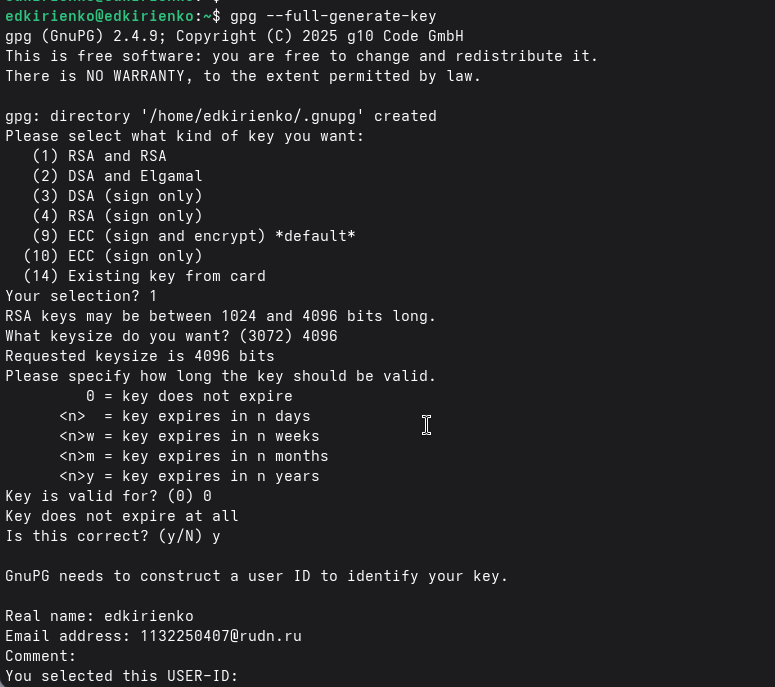 edkirienko@edkirienko:~$ gpg --full-generate-key
gpg (GnuPG) 2.4.9; Copyright (C) 2025 g10 Code GmbH
This is free software: you are free to change and redistribute it.
There is NO WARRANTY, to the extent permitted by law.

gpg: directory '/home/edkirienko/.gnupg' created
Please select what kind of key you want:
   (1) RSA and RSA
   (2) DSA and Elgamal
   (3) DSA (sign only)
   (4) RSA (sign only)
   (9) ECC (sign and encrypt) *default*
  (10) ECC (sign only)
  (14) Existing key from card
Your selection? 1
RSA keys may be between 1024 and 4096 bits long.
What keysize do you want? (3072) 4096
Requested keysize is 4096 bits
Please specify how long the key should be valid.
         0 = key does not expire
      <n>  = key expires in n days
      <n>w = key expires in n weeks
      <n>m = key expires in n months
      <n>y = key expires in n years
Key is valid for? (0) 0
Key does not expire at all
Is this correct? (y/N) y

GnuPG needs to construct a user ID to identify your key.

Real name: edkirienko
Email address: 1132250407@rudn.ru
Comment:
You selected this USER-ID: